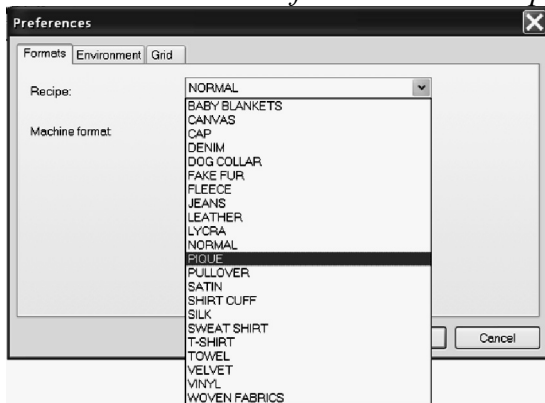 Preferences
Formats Environment Grid
Recipe: NORMAL
BABY BLANKETS
CANVAS
Machine format CAP
DENIM
DOG COLLAR
FAKE FUR
FLEECE
JEANS
LEATHER
LYCRA
NORMAL
PIQUE
PULLOVER
SATIN
SHIRT CUFF
SILK
SWEAT SHIRT
T-SHIRT
TOWEL
VELVET
VINYL
WOVEN FABRICS
Cancel